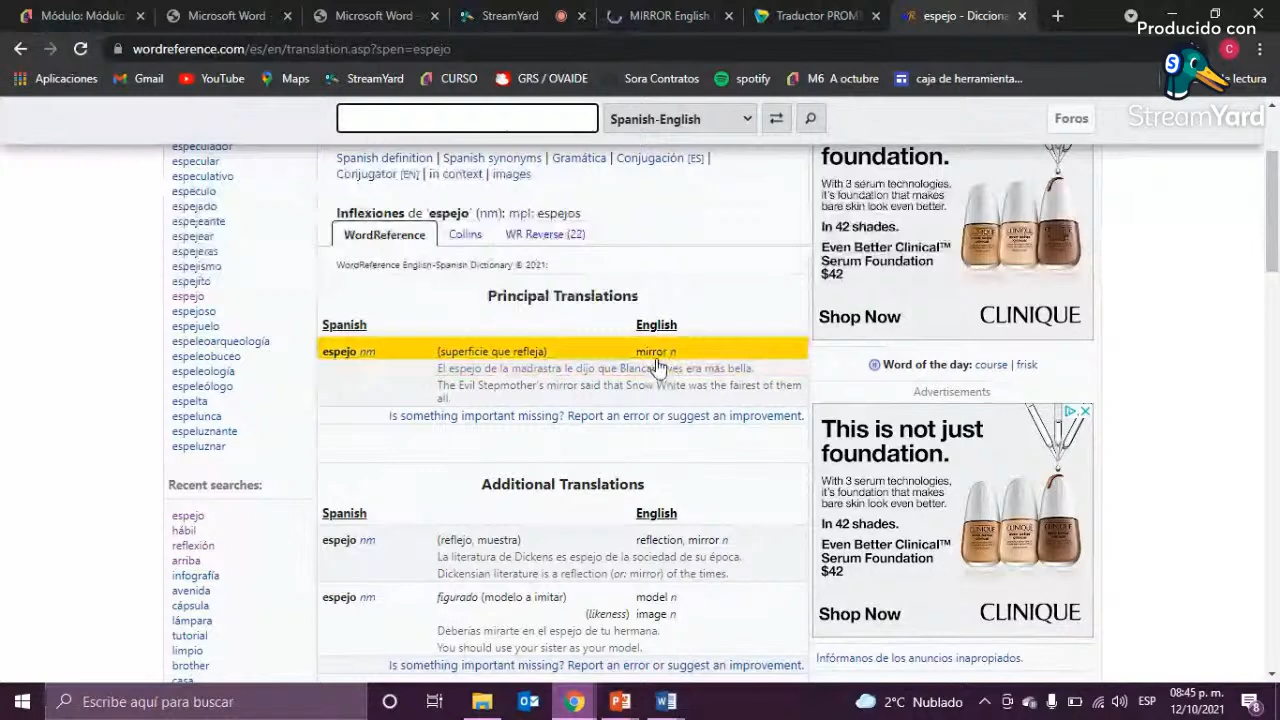 Módulo: Módulo
Microsoft Word -
Microsoft Word -
StreamYard
MIRROR English
Traductor PROM
espejo - Dicciona
Producido con
wordreference.com/es/en/translation.asp?spen=espejo
C
S
Aplicaciones
Gmail
YouTube
Maps
StreamYard
CURSO
GRS / OVAIDE
Sora Contratos
spotify
M6 A octubre
caja de herramienta...
de lectura
StreamYard
Spanish-English
Foros
especulador
especular
especulativo
espéculo
espejado
espejeante
espejear
espejeras
espejismo
espejito
espejo
espejoso
espejuelo
espeleoarqueología
espeleobuceo
espeleología
espeleólogo
espelta
espelunca
espeluznante
espeluznar
Recent searches:
espejo
hábil
reflexión
arriba
infografía
avenida
cápsula
lámpara
tutorial
limpio
brother
casa
Spanish definition | Spanish synonyms | Gramática | Conjugación [ES] |
Conjugator [EN] | in context | images
Inflexiones de 'espejo' (nm): mpl: espejos
WordReference
Collins
WR Reverse (22)
WordReference English-Spanish Dictionary © 2021:
Principal Translations
Spanish English
espejo nm (superficie que refleja) mirror n
El espejo de la madrastra le dijo que era más bella.
The Evil Stepmother's mirror said that Snow White was the fairest of them
all.
Is something important missing? Report an error or suggest an improvement.
Additional Translations
Spanish English
espejo nm (reflejo, muestra) reflection, mirror n
La literatura de Dickens es espejo de la sociedad de su época.
Dickensian literature is a reflection (or: mirror) of the times.
espejo nm figurado (modelo a imitar) model n
(likeness) image n
Deberías mirarte en el espejo de tu hermana.
You should use your sister as your model.
Is something important missing? Report an error or suggest an improvement.
foundation.
With 3 serum technologies,
it's foundation that makes
bare skin look even better.
In 42 shades.
Even Better Clinical™
Serum Foundation
$42
Shop Now
CLINIQUE
Word of the day: course | frisk
Advertisements
This is not just
foundation.
With 3 serum technologies,
it's foundation that makes
bare skin look even better.
In 42 shades.
Even Better Clinical™
Serum Foundation
$42
Shop Now
CLINIQUE
Infórmanos de los anuncios inapropiados.
Escribe aquí para buscar
2°C Nublado
ESP
08:45 p. m.
12/10/2021
8